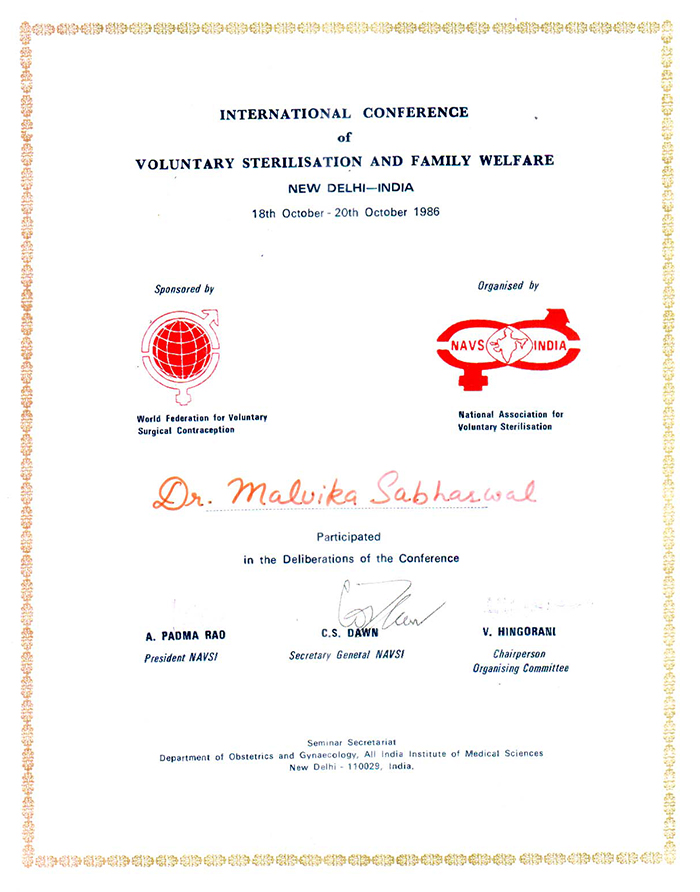 INTERNATIONAL CONFERENCE
of
VOLUNTARY STERILISATION AND FAMILY WELFARE
NEW DELHI—INDIA
18th October - 20th October 1986
Sponsored by
Organised by
NAVS INDIA
World Federation for Voluntary
Surgical Contraception
National Association for
Voluntary Sterilisation
Dr. Malvika Sabharwal
Participated
in the Deliberations of the Conference
A. PADMA RAO
C.S. DAWN
V. HINGORANI
President NAVSI
Secretary General NAVSI
Chairperson
Organising Committee
Seminar Secretariat
Department of Obstetrics and Gynaecology, All India Institute of Medical Sciences
New Delhi - 110029, India.